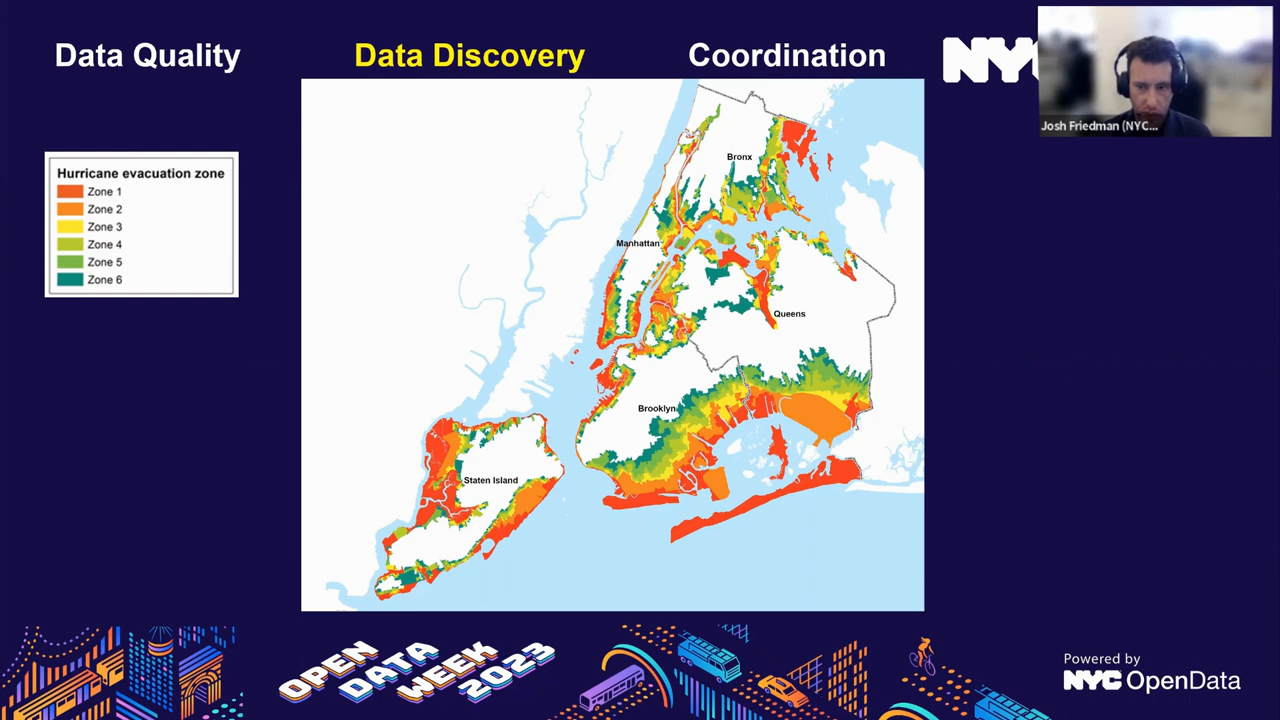 Data Quality
Data Discovery
Coordination
NYC
Josh Friedman (NYC...
Hurricane evacuation zone
Zone 1
Zone 2
Zone 3
Zone 4
Zone 5
Zone 6
Bronx
Manhattan
Queens
Brooklyn
Staten Island
OPEN
DATA
WEEK
2023
Powered by
NYC OpenData